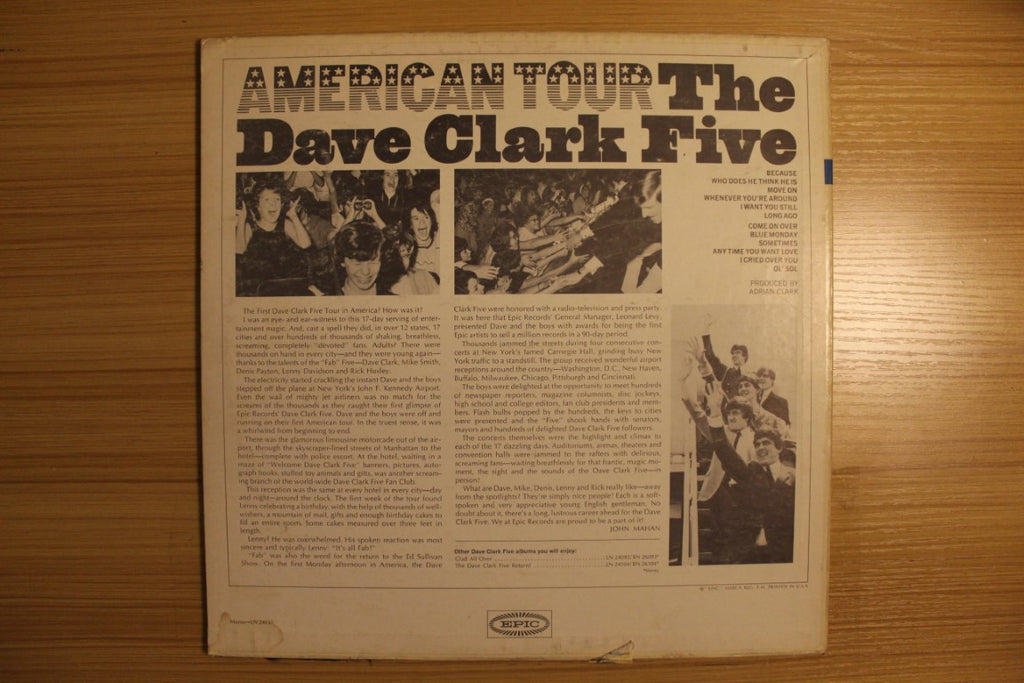 AMERICAN TOUR The
Dave Clark Five
BECAUSE
WHO DOES HE THINK HE IS
MOVE ON
WHENEVER YOU'RE AROUND
I WANT YOU STILL
LONG AGO
COME ON OVER
BLUE MONDAY
SOMETIMES
ANY TIME YOU WANT LOVE
I CRIED OVER YOU
OL' SOL
PRODUCED BY
ADRIAN CLARK
The First Dave Clark Five Tour in America! How was it?
I was an eye- and ear-witness to this 17-day serving of enter-
tainment magic. And, cast a spell they did, in over 12 states, 17
cities and over hundreds of thousands of shaking, breathless,
screaming, completely "devoted" fans. Adults? There were
thousands on hand in every city—and they were young again—
thanks to the talents of the "Fab" Five—Dave Clark, Mike Smith,
Denis Payton, Lenny Davidson and Rick Huxley.
The electricity started crackling the instant Dave and the boys
stepped off the plane at New York's John F. Kennedy Airport.
Even the wail of mighty jet airliners was no match for the
screams of the thousands as they caught their first glimpse of
Epic Records' Dave Clark Five. Dave and the boys were off and
running on their first American tour. In the truest sense, it was
a whirlwind from beginning to end.
There was the glamorous limousine motorcade out of the air-
port, through the skyscraper-lined streets of Manhattan to the
hotel—complete with police escort. At the hotel, waiting in a
maze of "Welcome Dave Clark Five" banners, pictures, auto-
graph books, stuffed toy animals and gifts, was another scream-
ing branch of the world-wide Dave Clark Five Fan Club.
This reception was the same at every hotel in every city—day
and night—around the clock. The first week of the tour found
Lenny celebrating a birthday, with the help of thousands of well-
wishers, a mountain of mail, gifts and enough birthday cakes to
fill an entire room. Some cakes measured over three feet in
length.
Lenny? He was overwhelmed. His spoken reaction was most
sincere and typically Lenny: "It's all Fab!"
"Fab" was also the word for the return to the Ed Sullivan
Show. On the first Monday afternoon in America, the Dave
Clark Five were honored with a radio-television and press party.
It was here that Epic Records' General Manager, Leonard Levy,
presented Dave and the boys with awards for being the first
Epic artists to sell a million records in a 90-day period.
Thousands jammed the streets during four consecutive con-
certs at New York's famed Carnegie Hall, grinding busy New
York traffic to a standstill. The group received wonderful airport
receptions around the country—Washington, D.C., New Haven,
Buffalo, Milwaukee, Chicago, Pittsburgh and Cincinnati.
The boys were delighted at the opportunity to meet hundreds
of newspaper reporters, magazine columnists, disc jockeys,
high school and college editors, fan club presidents and mem-
bers. Flash bulbs popped by the hundreds, the keys to cities
were presented and the "Five" shook hands with senators,
mayors and hundreds of delighted Dave Clark Five followers.
The concerts themselves were the highlight and climax to
each of the 17 dazzling days. Auditoriums, arenas, theaters and
convention halls were jammed to the rafters with delirious,
screaming fans—waiting breathlessly for that frantic, magic mo-
ment, the sight and the sounds of the Dave Clark Five—in
person!
What are Dave, Mike, Denis, Lenny and Rick really like—away
from the spotlights? They're simply nice people! Each is a soft-
spoken and very appreciative young English gentleman. No
doubt about it, there's a long, lustrous career ahead for the Dave
Clark Five. We at Epic Records are proud to be a part of it!
JOHN MAHAN
Other Dave Clark Five albums you will enjoy:
Glad All Over
The Dave Clark Five Return!
EPIC